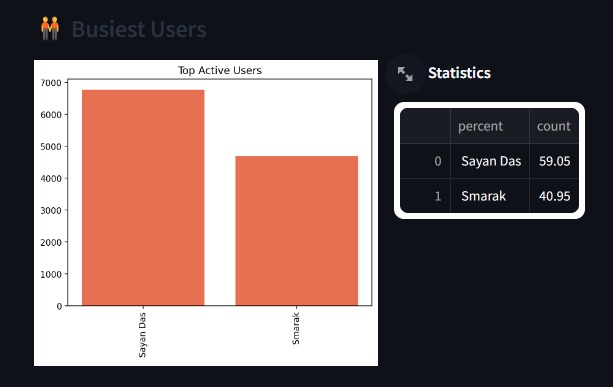 Busiest Users
Top Active Users
7000
6000
5000
4000
3000
2000
1000
0
Sayan Das
Smarak
Statistics
percent count
0 Sayan Das 59.05
1 Smarak 40.95